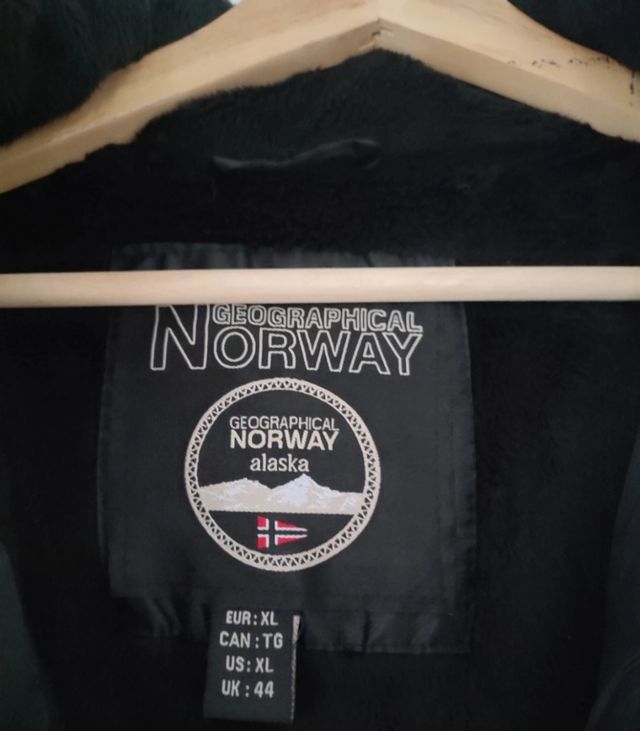 GEOGRAPHICAL
NORWAY
GEOGRAPHICAL
NORWAY
alaska
EUR : XL
CAN : TG
US : XL
UK : 44